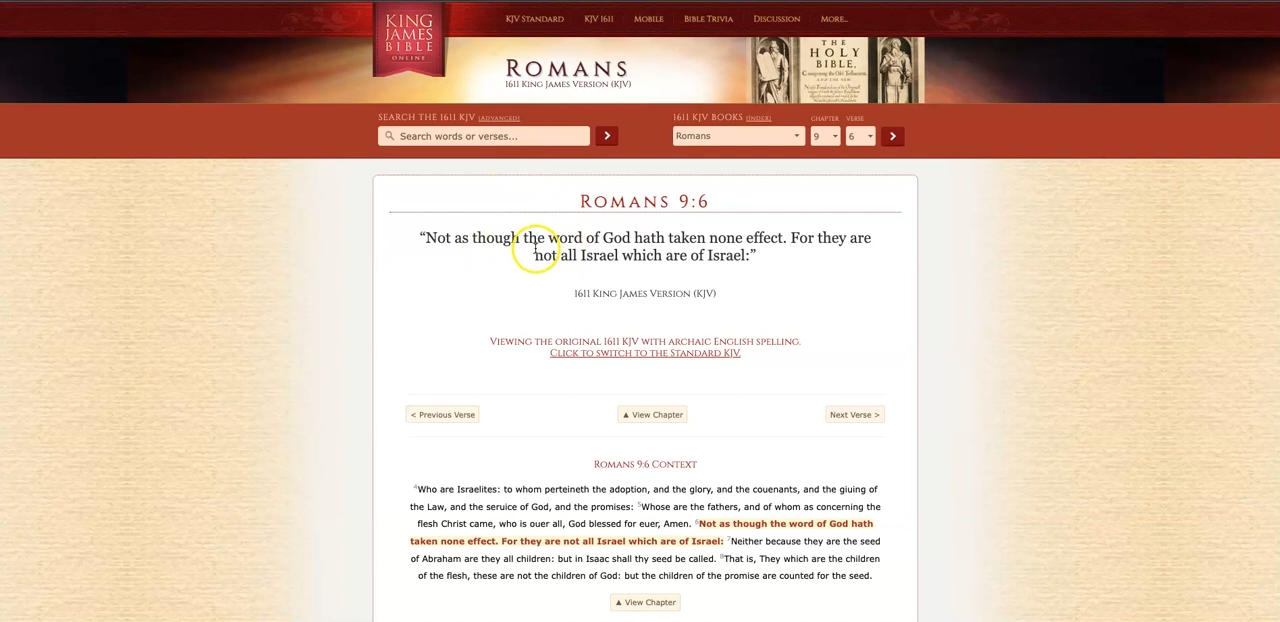 KING
JAMES
BIBLE
ONLINE
KJV STANDARD KJV 1611 MOBILE BIBLE TRIVIA DISCUSSION MORE...
ROMANS
1611 KING JAMES VERSION (KJV)
THE
HOLY
BIBLE,
SEARCH THE 1611 KJV (ADVANCED)
Search words or verses...
1611 KJV BOOKS [INDEX] CHAPTER VERSE
Romans 9 6
ROMANS 9:6
“Not as though the word of God hath taken none effect. For they are
not all Israel which are of Israel:”
1611 KING JAMES VERSION (KJV)
VIEWING THE ORIGINAL 1611 KJV WITH ARCHAIC ENGLISH SPELLING.
CLICK TO SWITCH TO THE STANDARD KJV.
< Previous Verse ▲ View Chapter Next Verse >
ROMANS 9:6 CONTEXT
4Who are Israelites: to whom perteineth the adoption, and the glory, and the couenants, and the giuing of
the Law, and the seruice of God, and the promises: 5Whose are the fathers, and of whom as concerning the
flesh Christ came, who is ouer all, God blessed for euer, Amen. 6Not as though the word of God hath
taken none effect. For they are not all Israel which are of Israel: 7Neither because they are the seed
of Abraham are they all children: but in Isaac shall thy seed be called. 8That is, They which are the children
of the flesh, these are not the children of God: but the children of the promise are counted for the seed.
▲ View Chapter